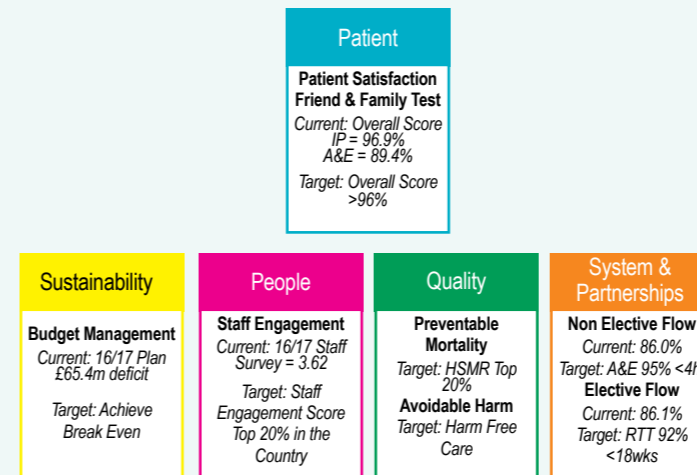 Patient
Patient Satisfaction
Friend & Family Test
Current: Overall Score
IP = 96.9%
A&E = 89.4%
Target: Overall Score
>96%
Sustainability
Budget Management
Current: 16/17 Plan
£65.4m deficit
Target: Achieve
Break Even
People
Staff Engagement
Current: 16/17 Staff
Survey = 3.62
Target: Staff
Engagement Score
Top 20% in the
Country
Quality
Preventable
Mortality
Target: HSMR Top
20%
Avoidable Harm
Target: Harm Free
Care
System &
Partnerships
Non Elective Flow
Current: 86.0%
Target: A&E 95% <4h
Elective Flow
Current: 86.1%
Target: RTT 92%
<18wks